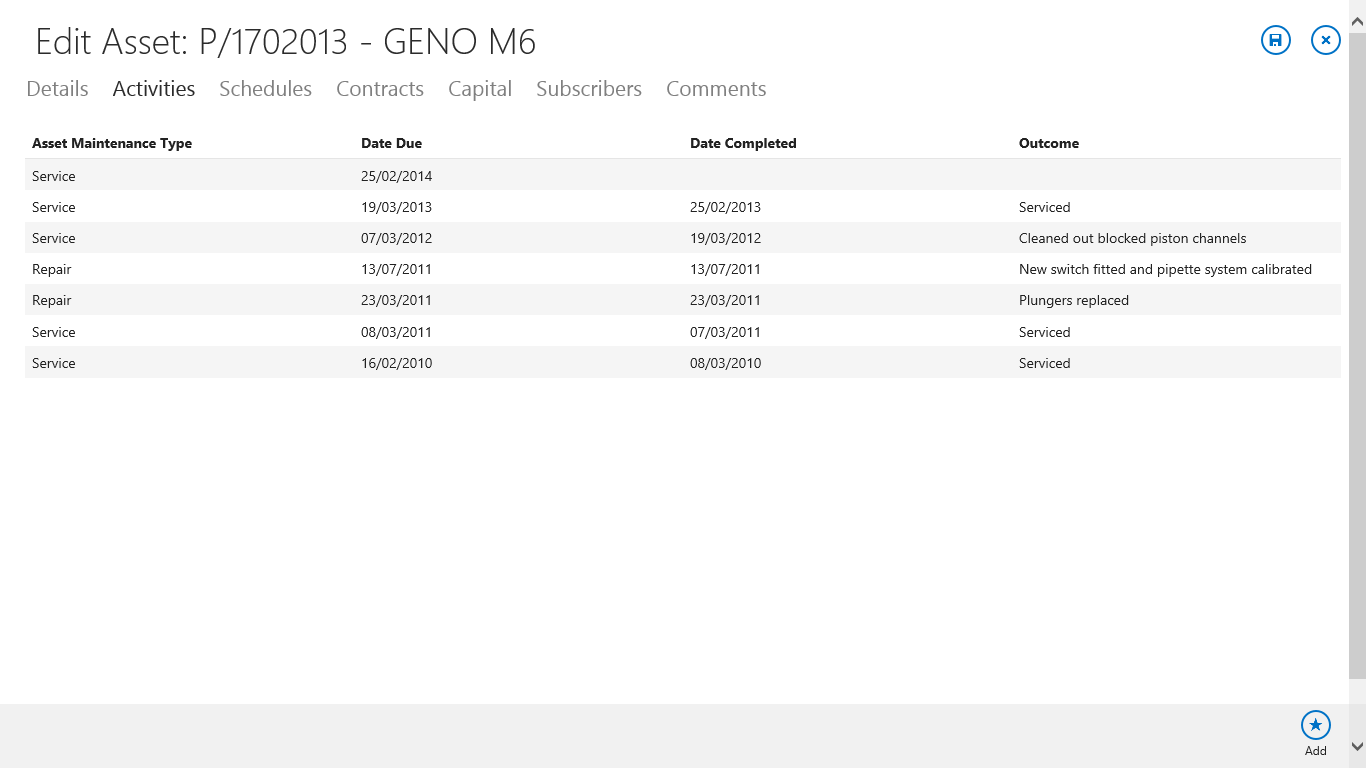 Edit Asset: P/1702013 - GENO M6
Details Activities Schedules Contracts Capital Subscribers Comments
Asset Maintenance Type Date Due Date Completed Outcome
Service 25/02/2014
Service 19/03/2013 25/02/2013 Serviced
Service 07/03/2012 19/03/2012 Cleaned out blocked piston channels
Repair 13/07/2011 13/07/2011 New switch fitted and pipette system calibrated
Repair 23/03/2011 23/03/2011 Plungers replaced
Service 08/03/2011 07/03/2011 Serviced
Service 16/02/2010 08/03/2010 Serviced
Add